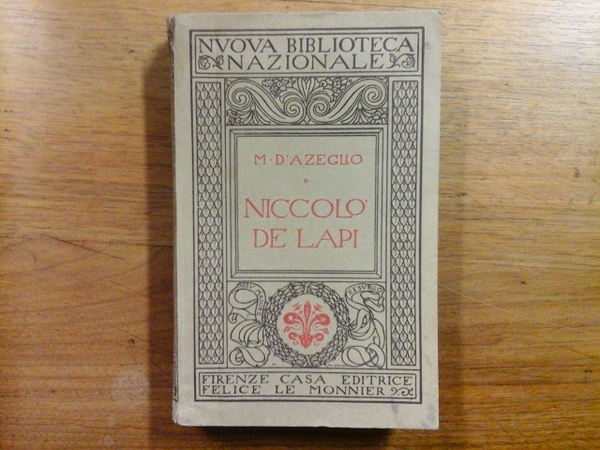 NVOVA BIBLIOTECA
NAZIONALE
M · D'AZEGLIO
NICCOLO'
DE LAPI
FIRENZE CASA EDITRICE
FELICE LE MONNIER